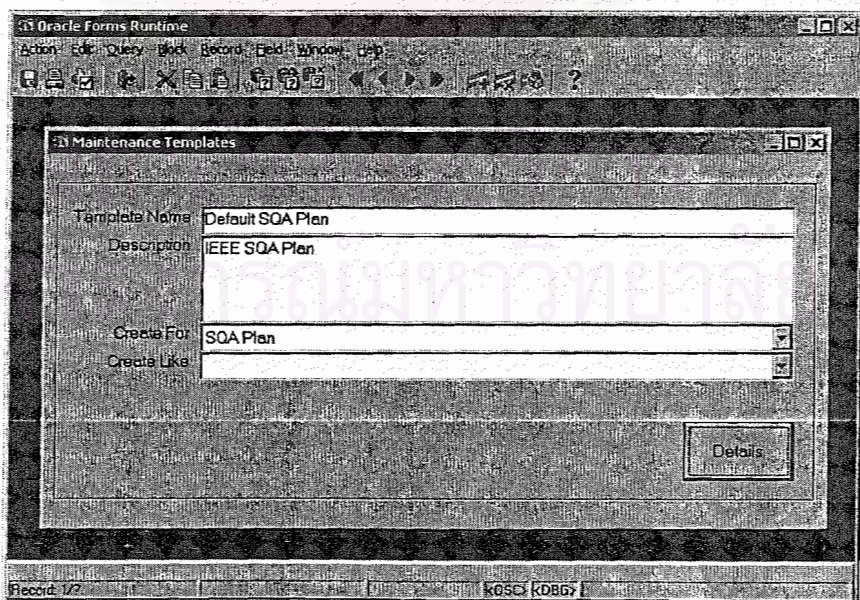 Oracle Forms Runtime
Action Edit Query Block Record Field Window Help
Maintenance Templates
Template Name Default SQA Plan
Description IEEE SQA Plan
Create For SQA Plan
Create Like
Details
Record: 1/? <OSC> <DBG>